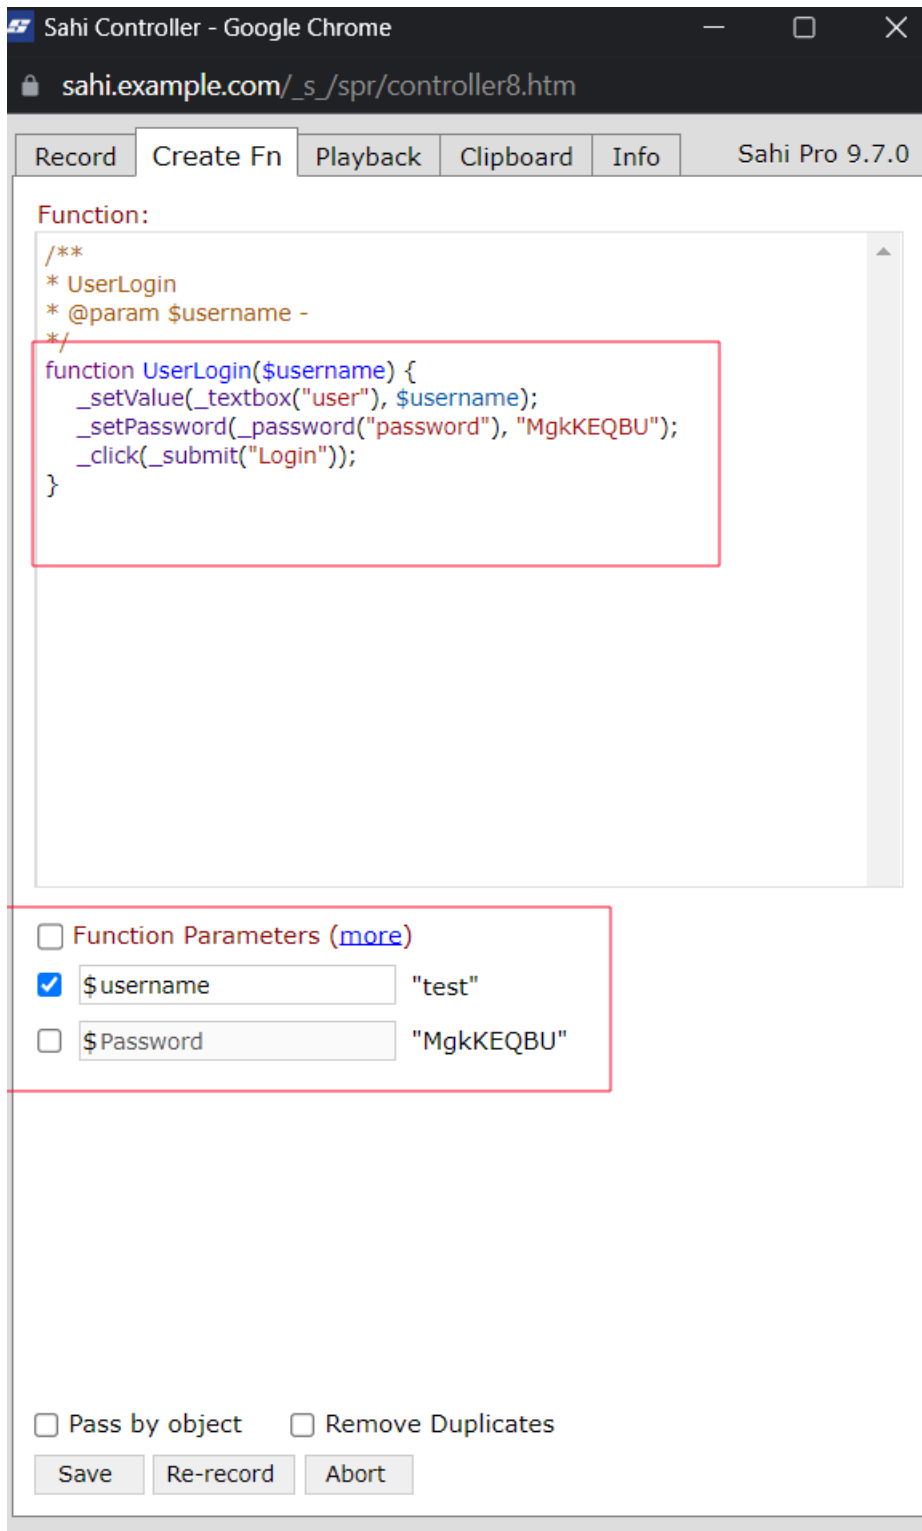 Sahi Controller - Google Chrome
sahi.example.com/_s_/spr/controller8.htm
Record Create Fn Playback Clipboard Info Sahi Pro 9.7.0
Function:
/**
* UserLogin
* @param $username -
*/
function UserLogin($username) {
_setValue(_textbox("user"), $username);
_setPassword(_password("password"), "MgkKEQBU");
_click(_submit("Login"));
}
Function Parameters (more)
$username "test"
$Password "MgkKEQBU"
Pass by object Remove Duplicates
Save Re-record Abort